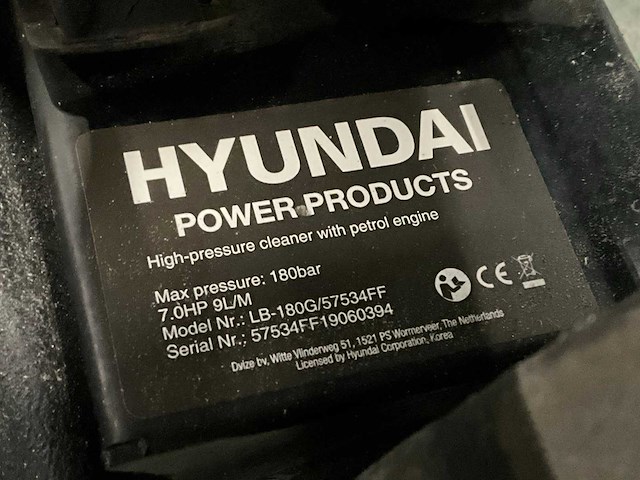 HYUNDAI
POWER PRODUCTS
High-pressure cleaner with petrol engine
Max pressure: 180bar
7.0HP 9L/M
Model Nr.: LB-180G/57534FF
Serial Nr.: 57534FF19060394
CE
Dvize bv, Witte Vlinderweg 51, 1521 PS Wormerveer, The Netherlands
Licensed by Hyundai Corporation, Korea